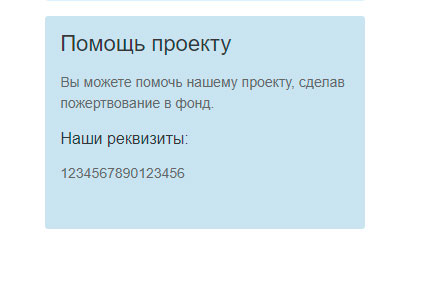 Помощь проекту
Вы можете помочь нашему проекту, сделав
пожертвование в фонд.
Наши реквизиты:
1234567890123456